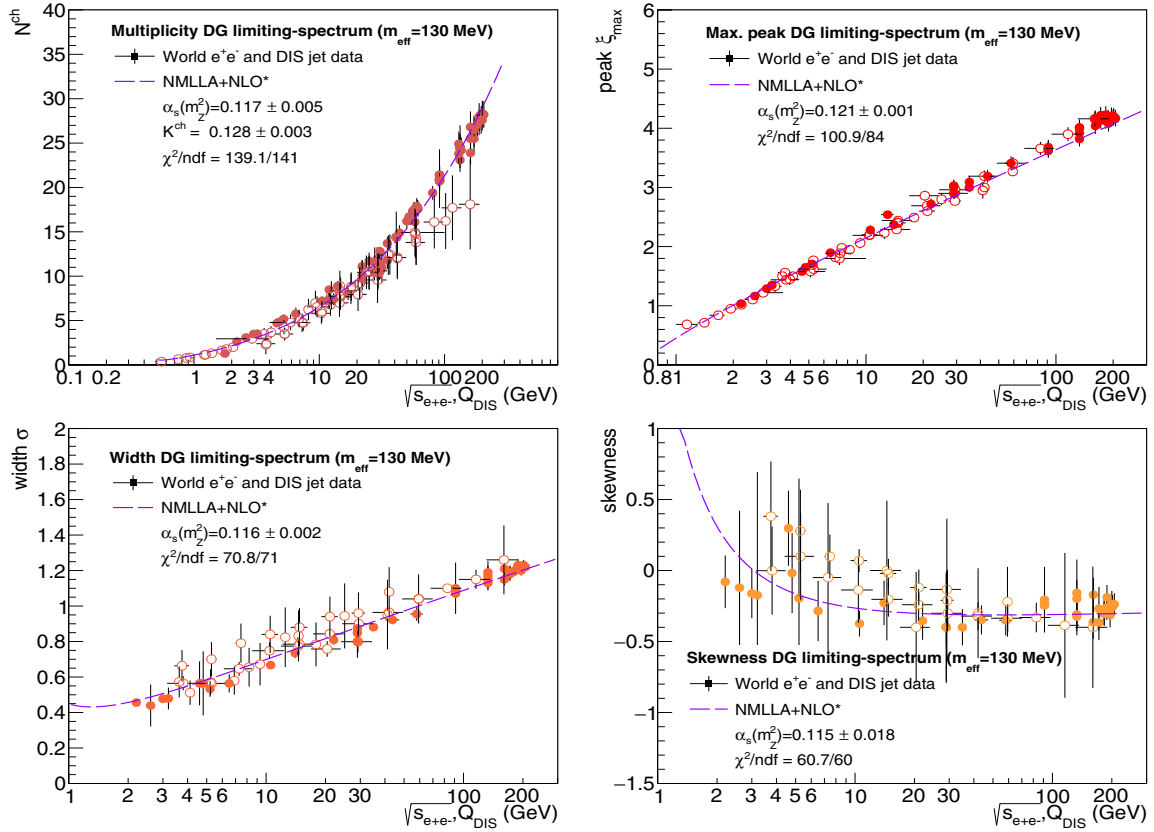 N^ch
40
35
30
25
20
15
10
5
0
Multiplicity DG limiting-spectrum (m_eff=130 MeV)
World e⁺e⁻ and DIS jet data
NMLLA+NLO*
α_s(m²_Z)=0.117 ± 0.005
K^ch = 0.128 ± 0.003
χ²/ndf = 139.1/141
0.1 0.2 1 2 3 4 10 20 100 200
√s_e+e-,Q_DIS (GeV)
peak ξ_max
6
5
4
3
2
1
0
Max. peak DG limiting-spectrum (m_eff=130 MeV)
World e⁺e⁻ and DIS jet data
NMLLA+NLO*
α_s(m²_Z)=0.121 ± 0.001
χ²/ndf = 100.9/84
0.81 2 3 4 5 6 10 20 30 100 200
√s_e+e-,Q_DIS (GeV)
width σ
2
1.8
1.6
1.4
1.2
1
0.8
0.6
0.4
0.2
0
Width DG limiting-spectrum (m_eff=130 MeV)
World e⁺e⁻ and DIS jet data
NMLLA+NLO*
α_s(m²_Z)=0.116 ± 0.002
χ²/ndf = 70.8/71
1 2 3 4 5 6 10 20 30 100 200
√s_e+e-,Q_DIS (GeV)
skewness
1
0.5
0
−0.5
−1
−1.5
Skewness DG limiting-spectrum (m_eff=130 MeV)
World e⁺e⁻ and DIS jet data
NMLLA+NLO*
α_s(m²_Z)=0.115 ± 0.018
χ²/ndf = 60.7/60
1 2 3 4 5 6 10 20 30 100 200
√s_e+e-,Q_DIS (GeV)